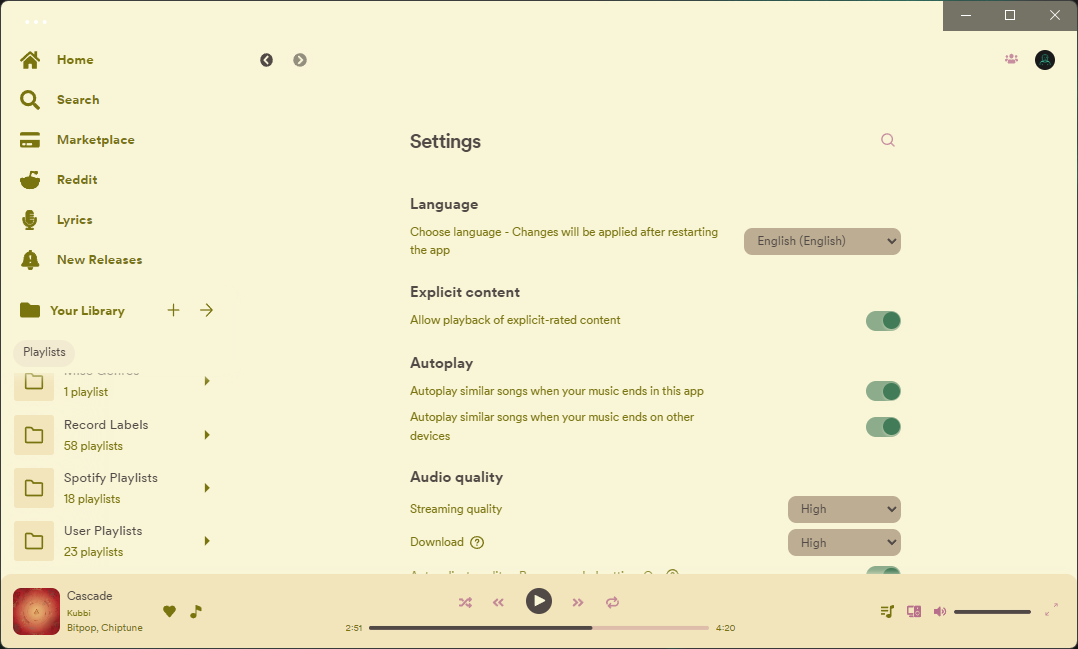 Home
Search
Marketplace
Reddit
Lyrics
New Releases
Your Library
Playlists
1 playlist
Record Labels
58 playlists
Spotify Playlists
18 playlists
User Playlists
23 playlists
Settings
Language
Choose language - Changes will be applied after restarting
the app
English (English)
Explicit content
Allow playback of explicit-rated content
Autoplay
Autoplay similar songs when your music ends in this app
Autoplay similar songs when your music ends on other
devices
Audio quality
Streaming quality
High
Download
High
Cascade
Kubbi
Bitpop, Chiptune
2:51
4:20